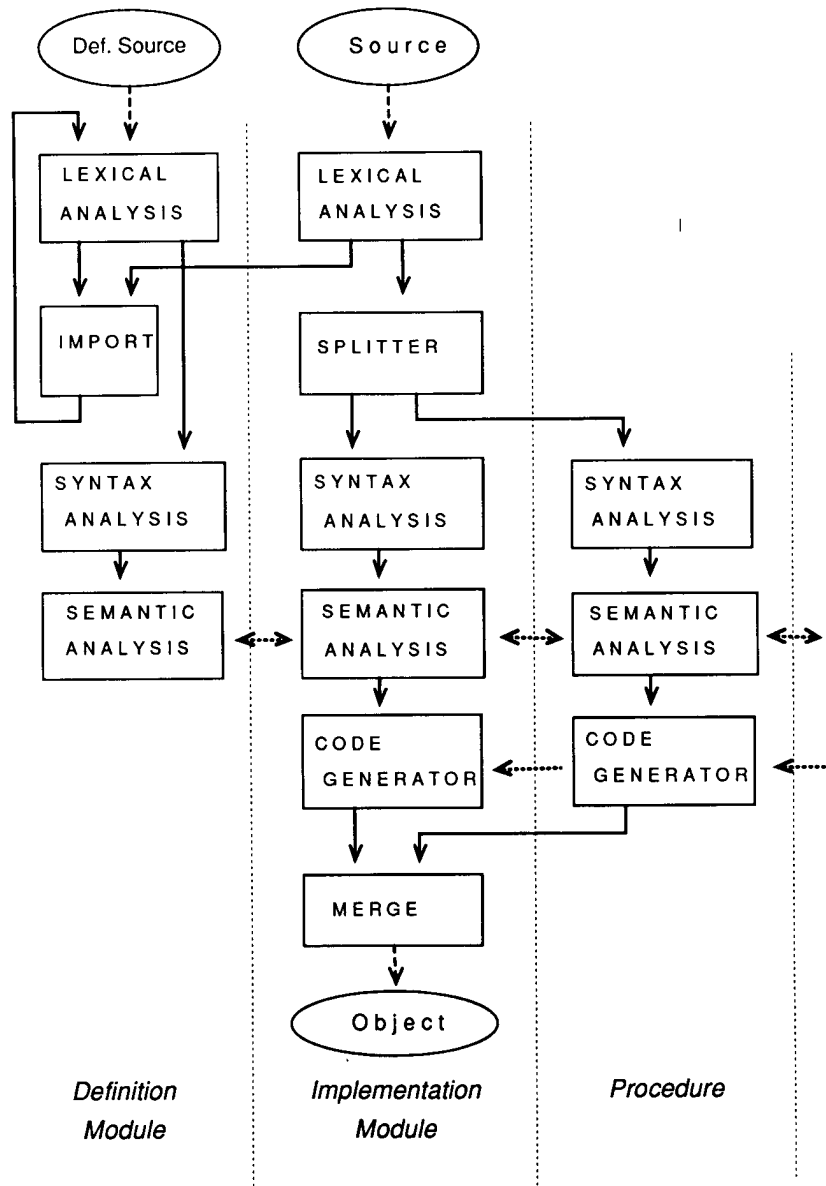 Def. Source
Source
LEXICAL
ANALYSIS
LEXICAL
ANALYSIS
IMPORT
SPLITTER
SYNTAX
ANALYSIS
SYNTAX
ANALYSIS
SYNTAX
ANALYSIS
SEMANTIC
ANALYSIS
SEMANTIC
ANALYSIS
SEMANTIC
ANALYSIS
CODE
GENERATOR
CODE
GENERATOR
MERGE
Object
Definition
Module
Implementation
Module
Procedure